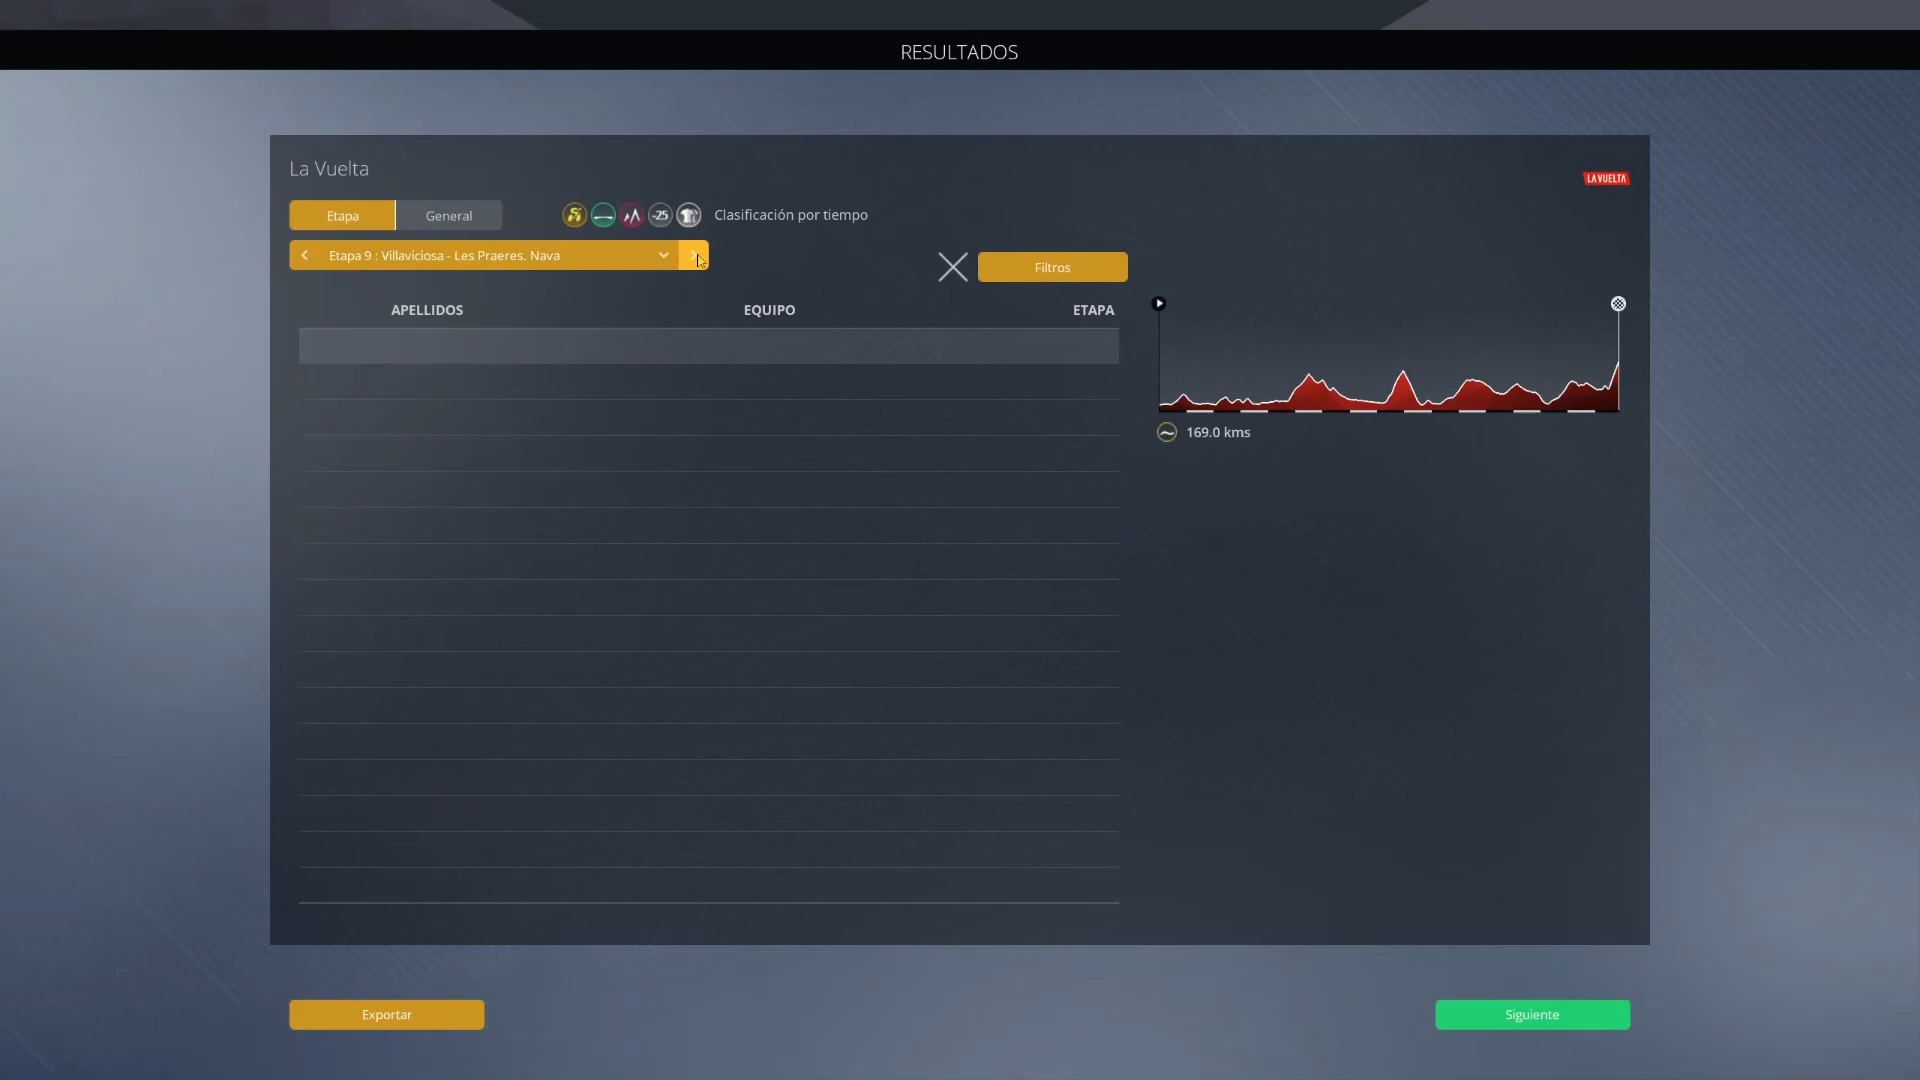 RESULTADOS
La Vuelta
LA VUELTA
Etapa
General
-25
Clasificación por tiempo
Etapa 9 : Villaviciosa - Les Praeres. Nava
Filtros
APELLIDOS
EQUIPO
ETAPA
169.0 kms
Exportar
Siguiente